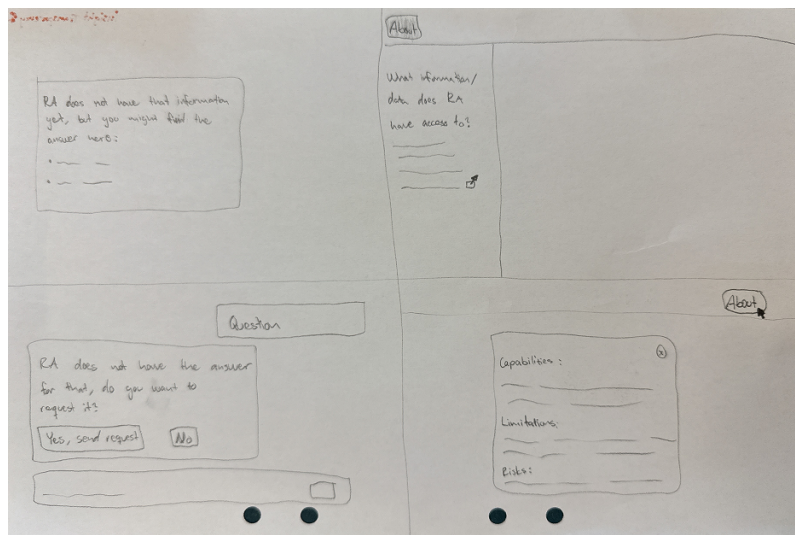 RA does not have that information
yet, but you might find the
answer here:
About
What information/
data does RA
have access to?
Question
RA does not have the answer
for that, do you want to
request it?
Yes, send request
No
About
Capabilities:
Limitations:
Risks: